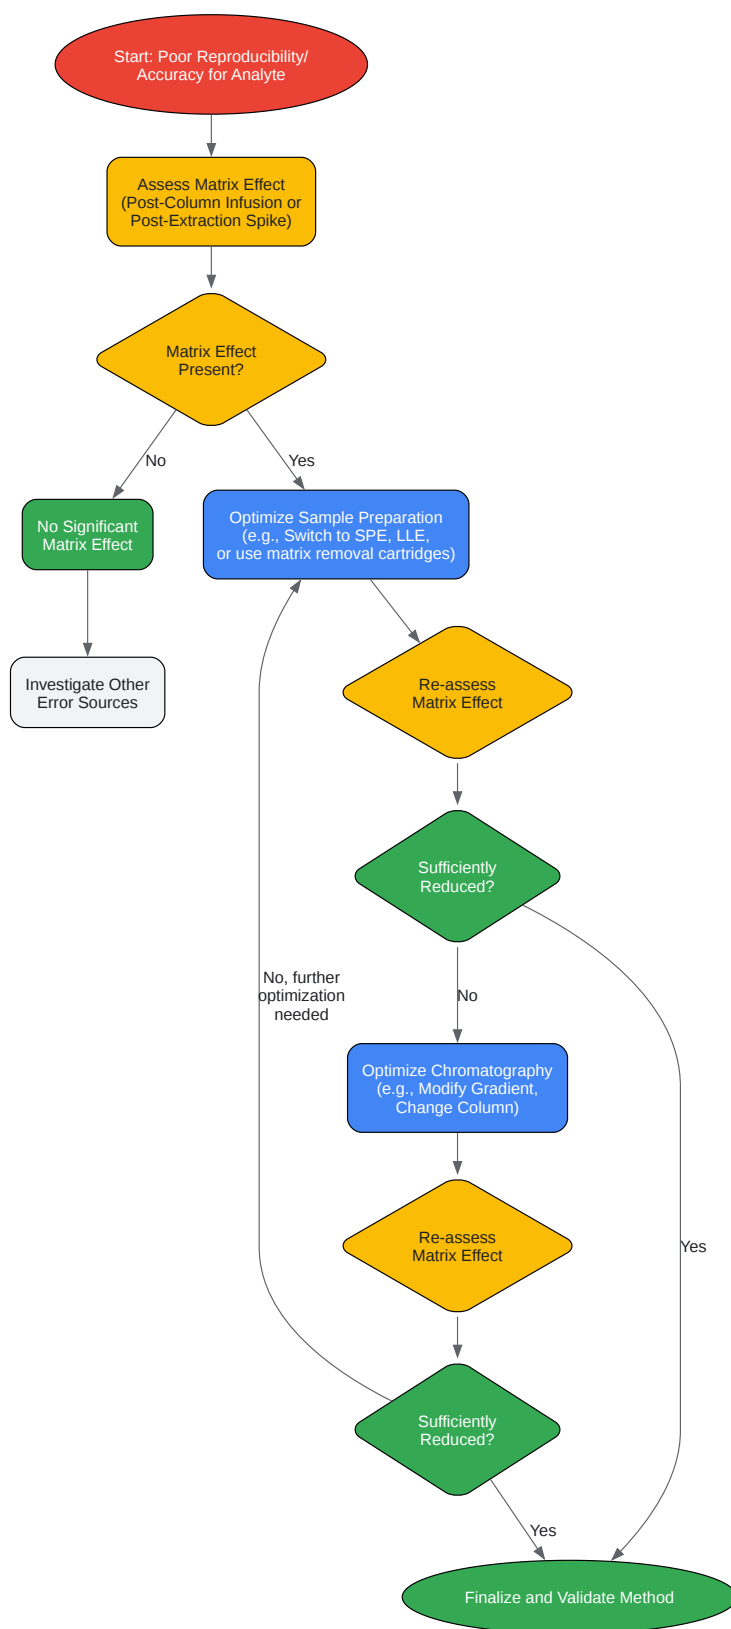 Start: Poor Reproducibility/
Accuracy for Analyte
Assess Matrix Effect
(Post-Column Infusion or
Post-Extraction Spike)
Matrix Effect
Present?
No
Yes
No Significant
Matrix Effect
Optimize Sample Preparation
(e.g., Switch to SPE, LLE,
or use matrix removal cartridges)
Investigate Other
Error Sources
Re-assess
Matrix Effect
Sufficiently
Reduced?
No, further
optimization
needed
No
Optimize Chromatography
(e.g., Modify Gradient,
Change Column)
Re-assess
Matrix Effect
Yes
Sufficiently
Reduced?
Yes
Finalize and Validate Method